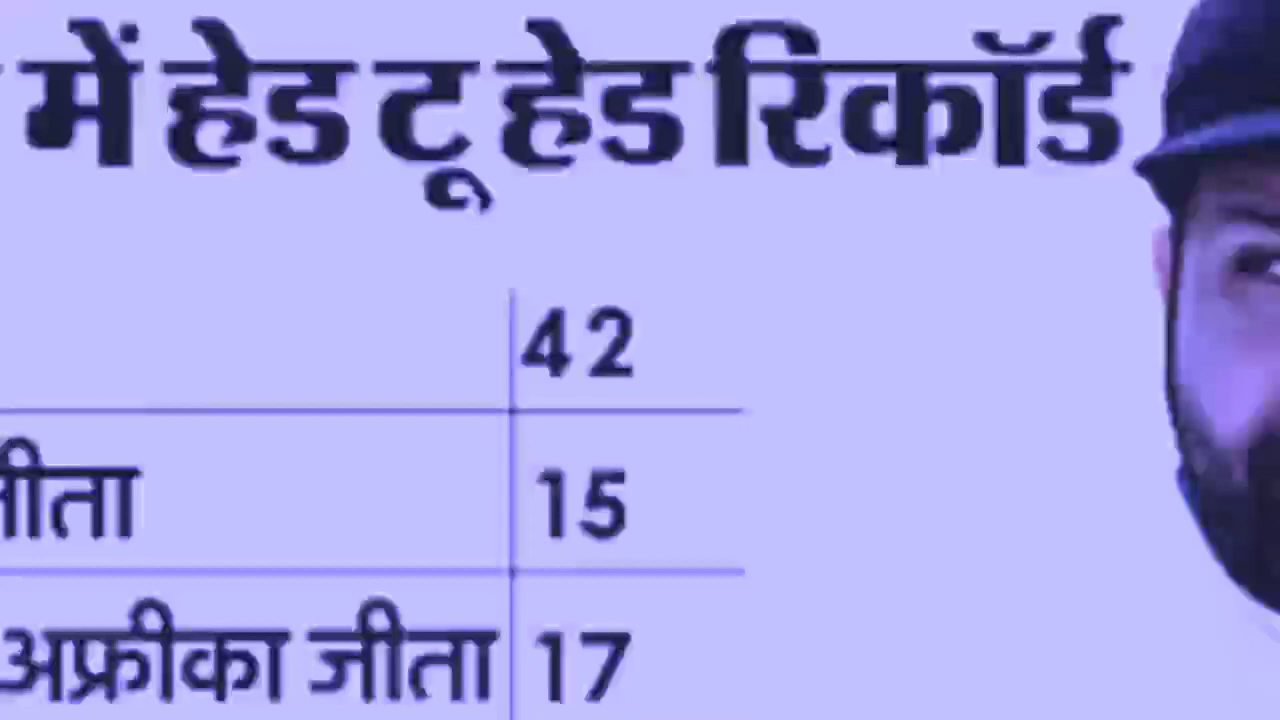 में हेड टू हेड रिकॉर्ड
42
जीता 15
अफ्रीका जीता 17